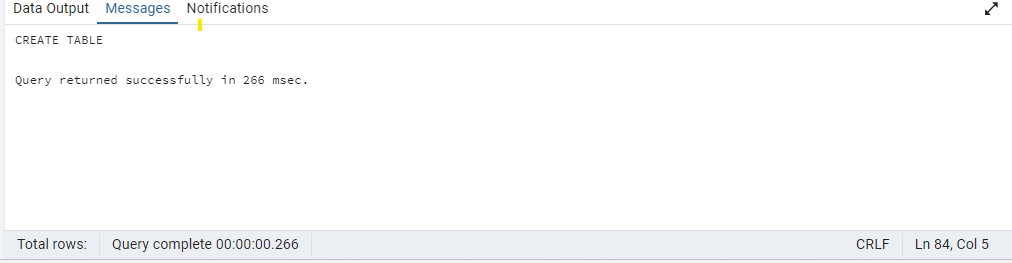 Data Output Messages Notifications
CREATE TABLE
Query returned successfully in 266 msec.
Total rows: Query complete 00:00:00.266 CRLF Ln 84, Col 5